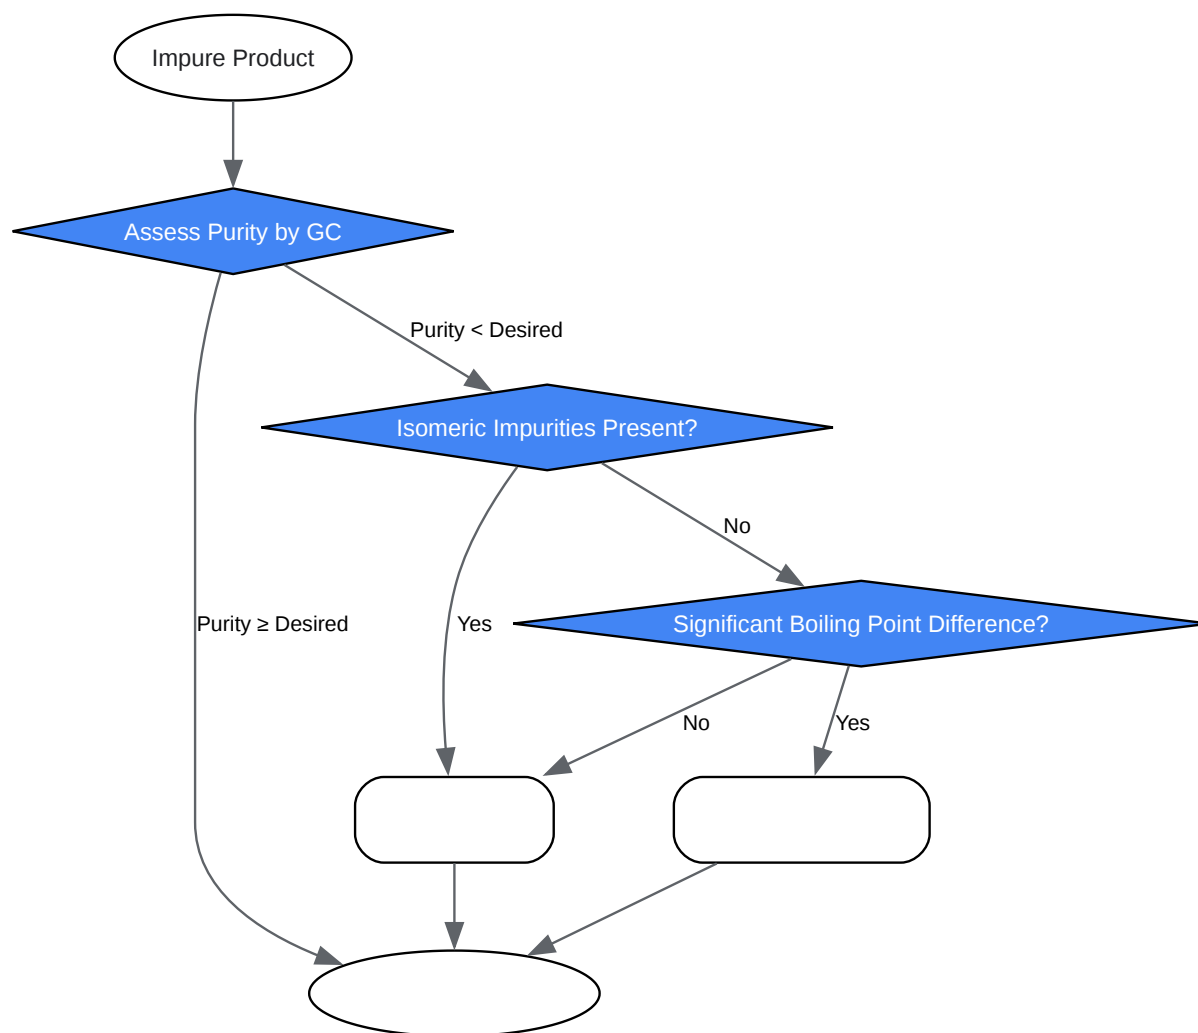 Impure Product
Assess Purity by GC
Purity < Desired
Isomeric Impurities Present?
No
Purity ≥ Desired
Yes
Significant Boiling Point Difference?
No
Yes